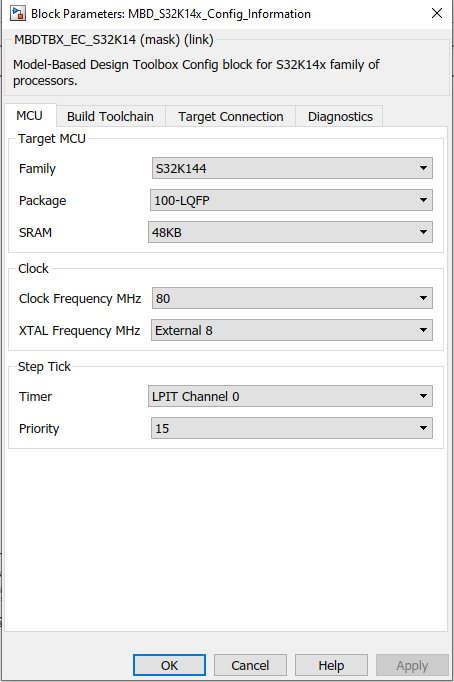 Block Parameters: MBD_S32K14x_Config_Information
MBDTBX_EC_S32K14 (mask) (link)
Model-Based Design Toolbox Config block for S32K14x family of
processors.
MCU Build Toolchain Target Connection Diagnostics
Target MCU
Family S32K144
Package 100-LQFP
SRAM 48KB
Clock
Clock Frequency MHz 80
XTAL Frequency MHz External 8
Step Tick
Timer LPIT Channel 0
Priority 15
OK Cancel Help Apply